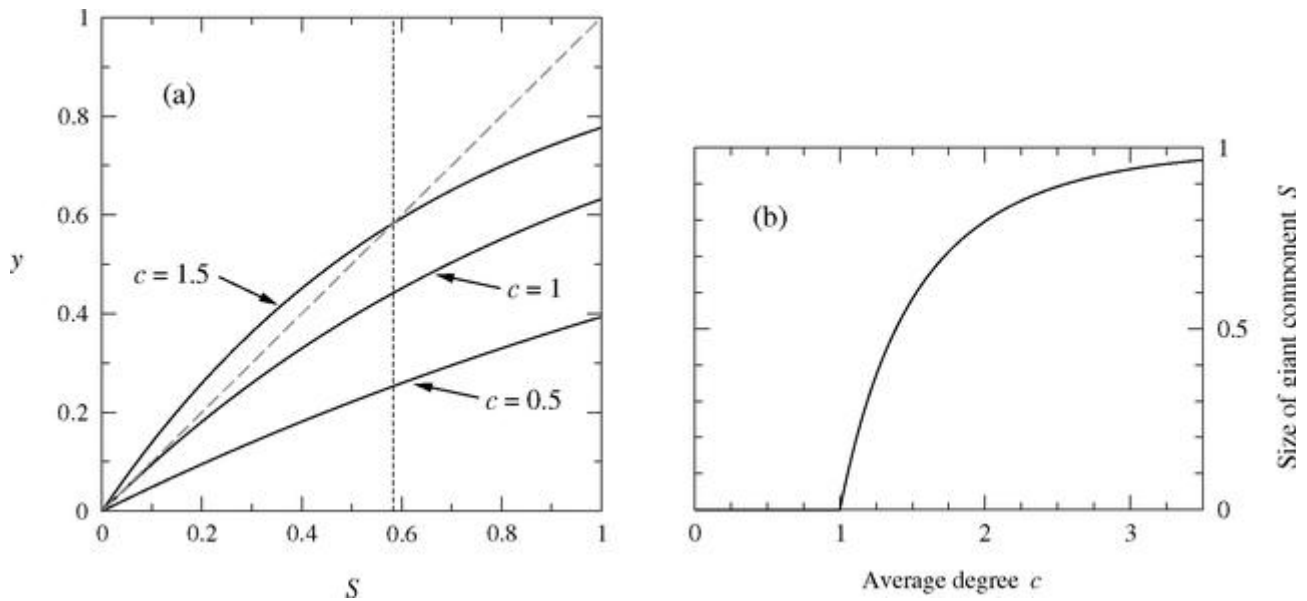 1
0.8
0.6
0.4
0.2
0
y
(a)
c = 1.5
c = 1
c = 0.5
0
0.2
0.4
0.6
0.8
1
S
(b)
1
0.5
0
Size of giant component S
0
1
2
3
Average degree c